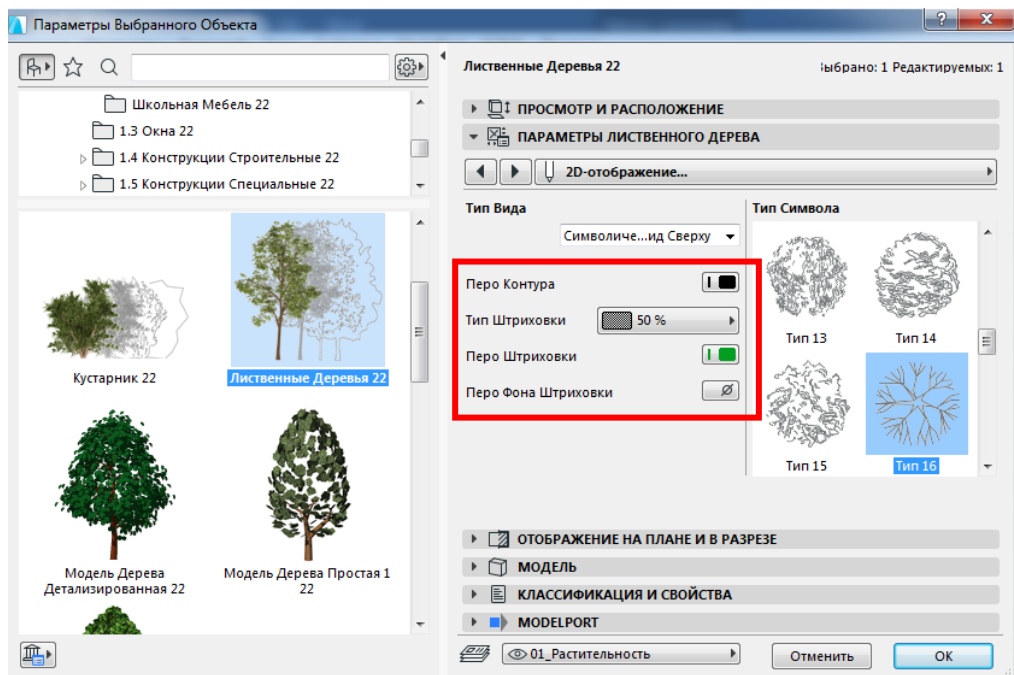 Параметры Выбранного Объекта
Школьная Мебель 22
1.3 Окна 22
1.4 Конструкции Строительные 22
1.5 Конструкции Специальные 22
Кустарник 22
Лиственные Деревья 22
Модель Дерева
Детализированная 22
Модель Дерева Простая 1
22
Лиственные Деревья 22
ыбрано: 1 Редактируемых: 1
ПРОСМОТР И РАСПОЛОЖЕНИЕ
ПАРАМЕТРЫ ЛИСТВЕННОГО ДЕРЕВА
2D-отображение...
Тип Вида
Символиче...ид Сверху
Перо Контура
Тип Штриховки
50 %
Перо Штриховки
Перо Фона Штриховки
Тип Символа
Тип 13
Тип 14
Тип 15
Тип 16
ОТОБРАЖЕНИЕ НА ПЛАНЕ И В РАЗРЕЗЕ
МОДЕЛЬ
КЛАССИФИКАЦИЯ И СВОЙСТВА
MODELPORT
01_Растительность
Отменить
OK